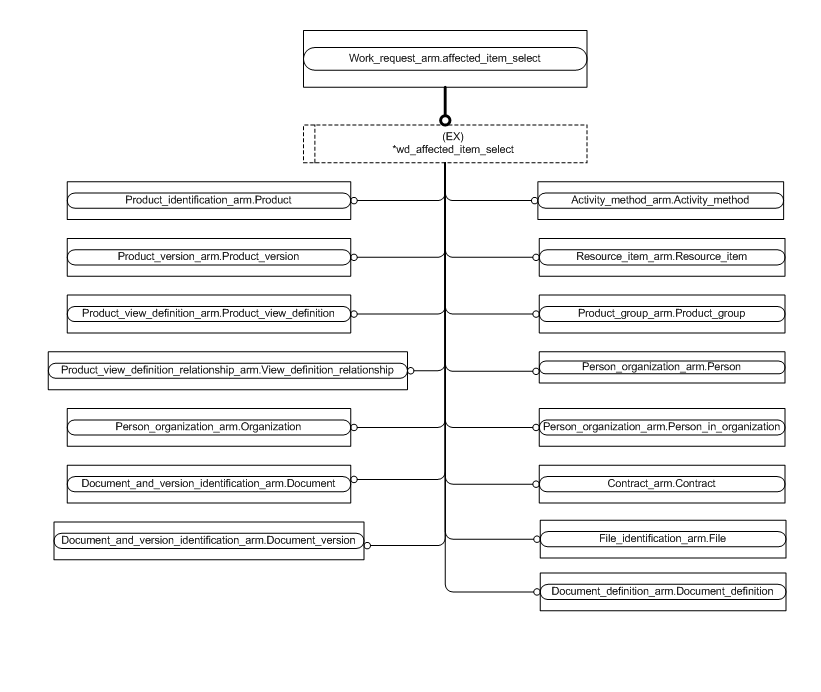 Work_request_arm.affected_item_select
(EX)
*wd_affected_item_select
Product_identification_arm.Product
Activity_method_arm.Activity_method
Product_version_arm.Product_version
Resource_item_arm.Resource_item
Product_view_definition_arm.Product_view_definition
Product_group_arm.Product_group
Product_view_definition_relationship_arm.View_definition_relationship
Person_organization_arm.Person
Person_organization_arm.Organization
Person_organization_arm.Person_in_organization
Document_and_version_identification_arm.Document
Contract_arm.Contract
Document_and_version_identification_arm.Document_version
File_identification_arm.File
Document_definition_arm.Document_definition